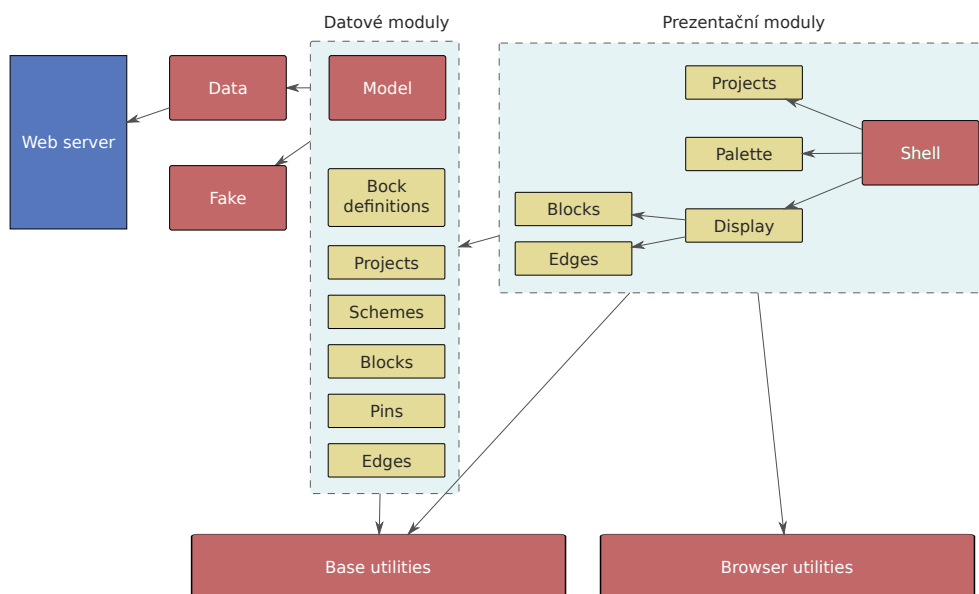 Datové moduly
Prezentační moduly
Web server
Data
Fake
Model
Bock
definitions
Projects
Schemes
Blocks
Pins
Edges
Projects
Palette
Display
Shell
Blocks
Edges
Base utilities
Browser utilities